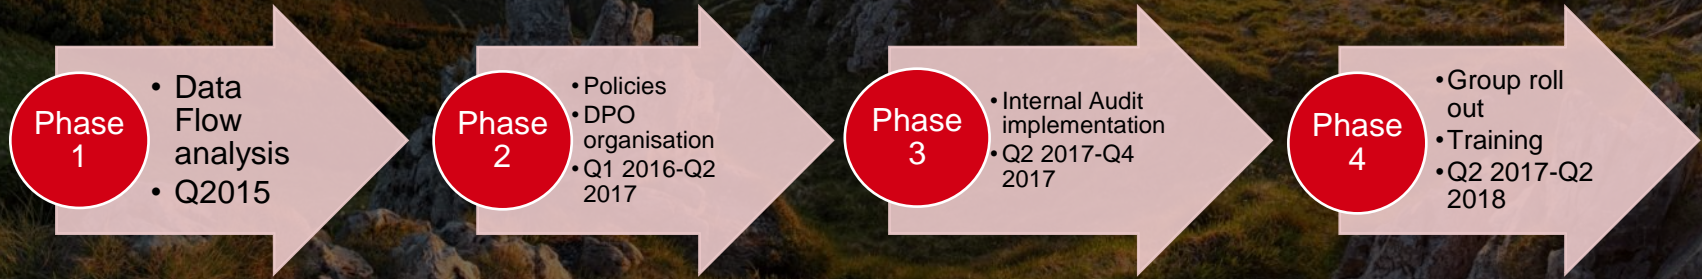 Phase
1
• Data
Flow
analysis
• Q2015
Phase
2
•Policies
•DPO
organisation
•Q1 2016-Q2
2017
Phase
3
•Internal Audit
implementation
•Q2 2017-Q4
2017
Phase
4
•Group roll
out
•Training
•Q2 2017-Q2
2018